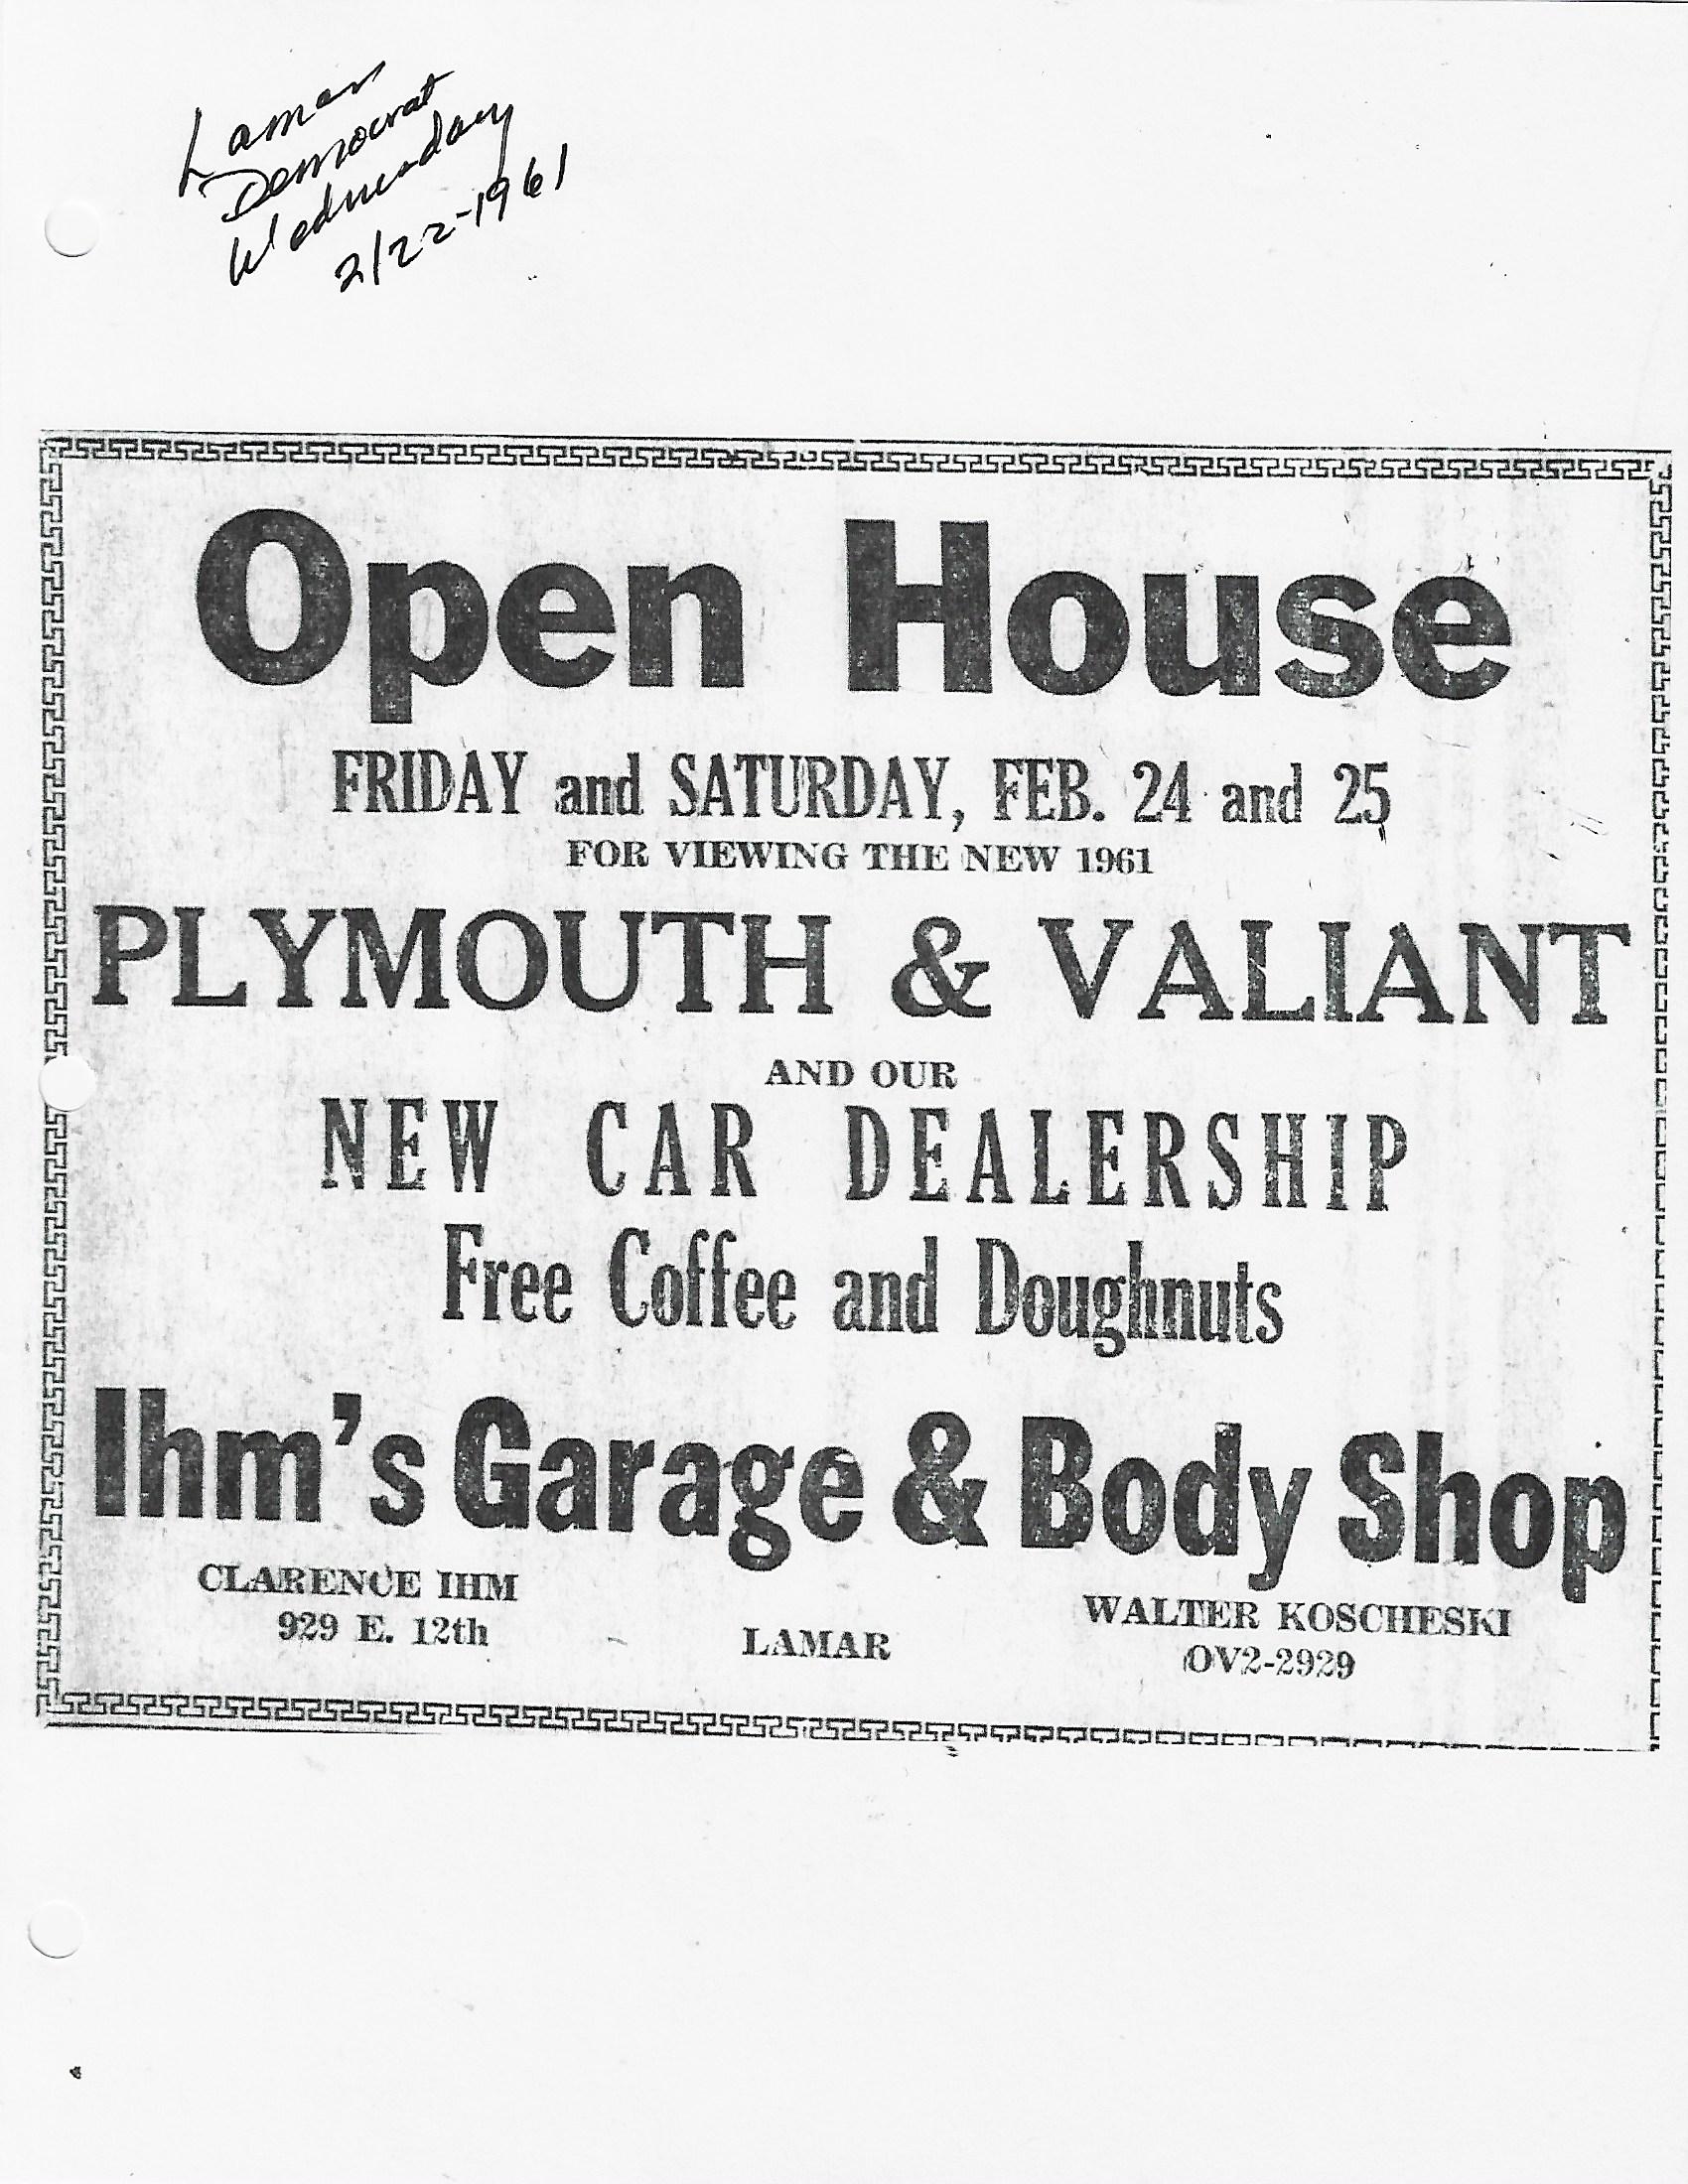 Lamar
Democrat
Wednesday
2/22-1961
Open House
FRIDAY and SATURDAY, FEB. 24 and 25
FOR VIEWING THE NEW 1961
PLYMOUTH & VALIANT
AND OUR
NEW CAR DEALERSHIP
Free Coffee and Doughnuts
Ihm's Garage & Body Shop
CLARENCE IHM
929 E. 12th
LAMAR
WALTER KOSCHESKI
OV2-2929